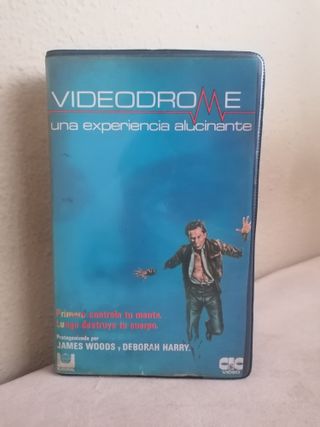 VIDEODROME
una experiencia alucinante
Primero controla tu mente.
Luego destruye tu cuerpo.
Protagonizada por
JAMES WOODS y DEBORAH HARRY.
CIC
VIDEO